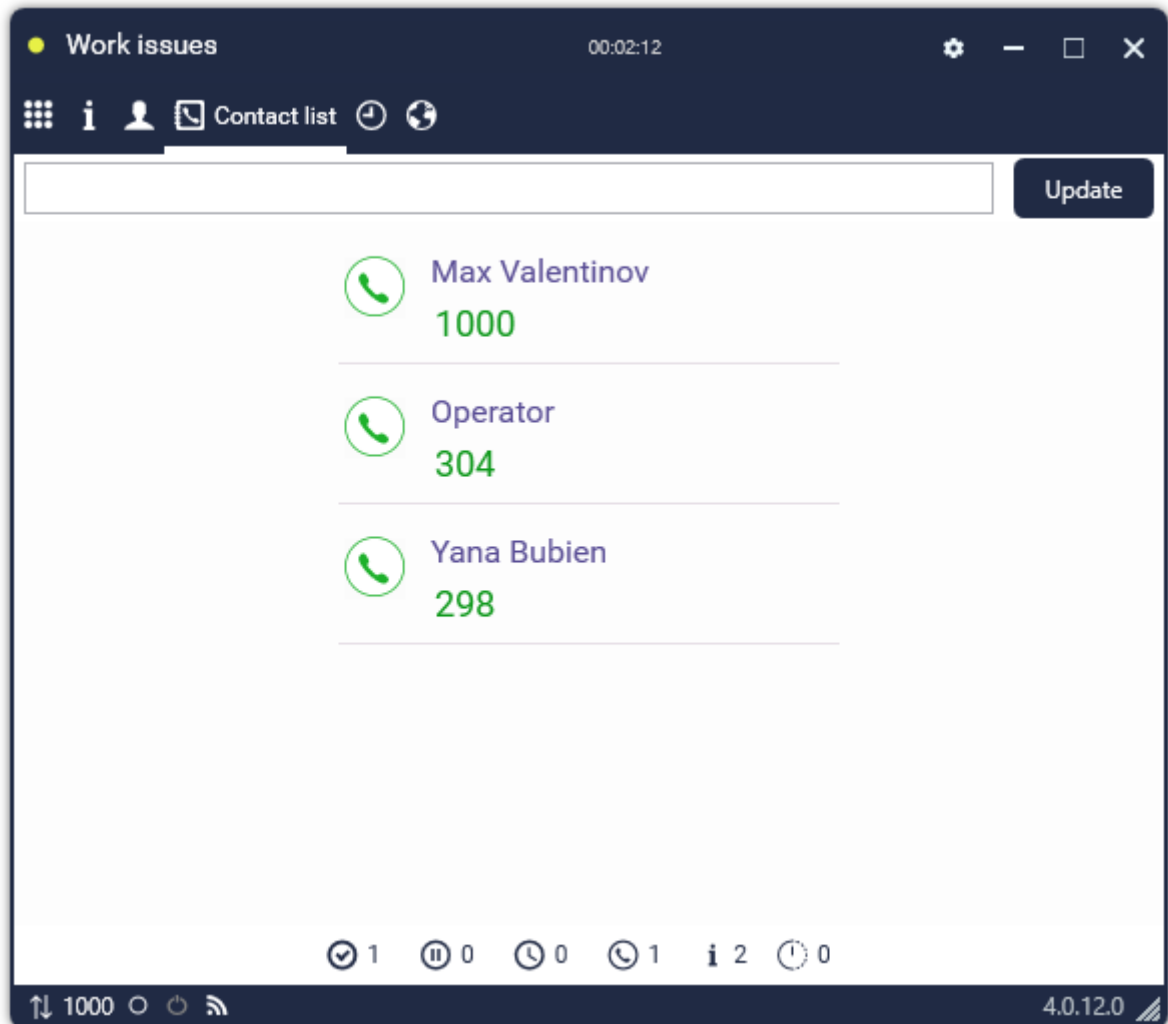 Work issues 00:02:12
Contact list
Update
Max Valentinov
1000
Operator
304
Yana Bubien
298
1 0 0 1 2 0
1000 4.0.12.0